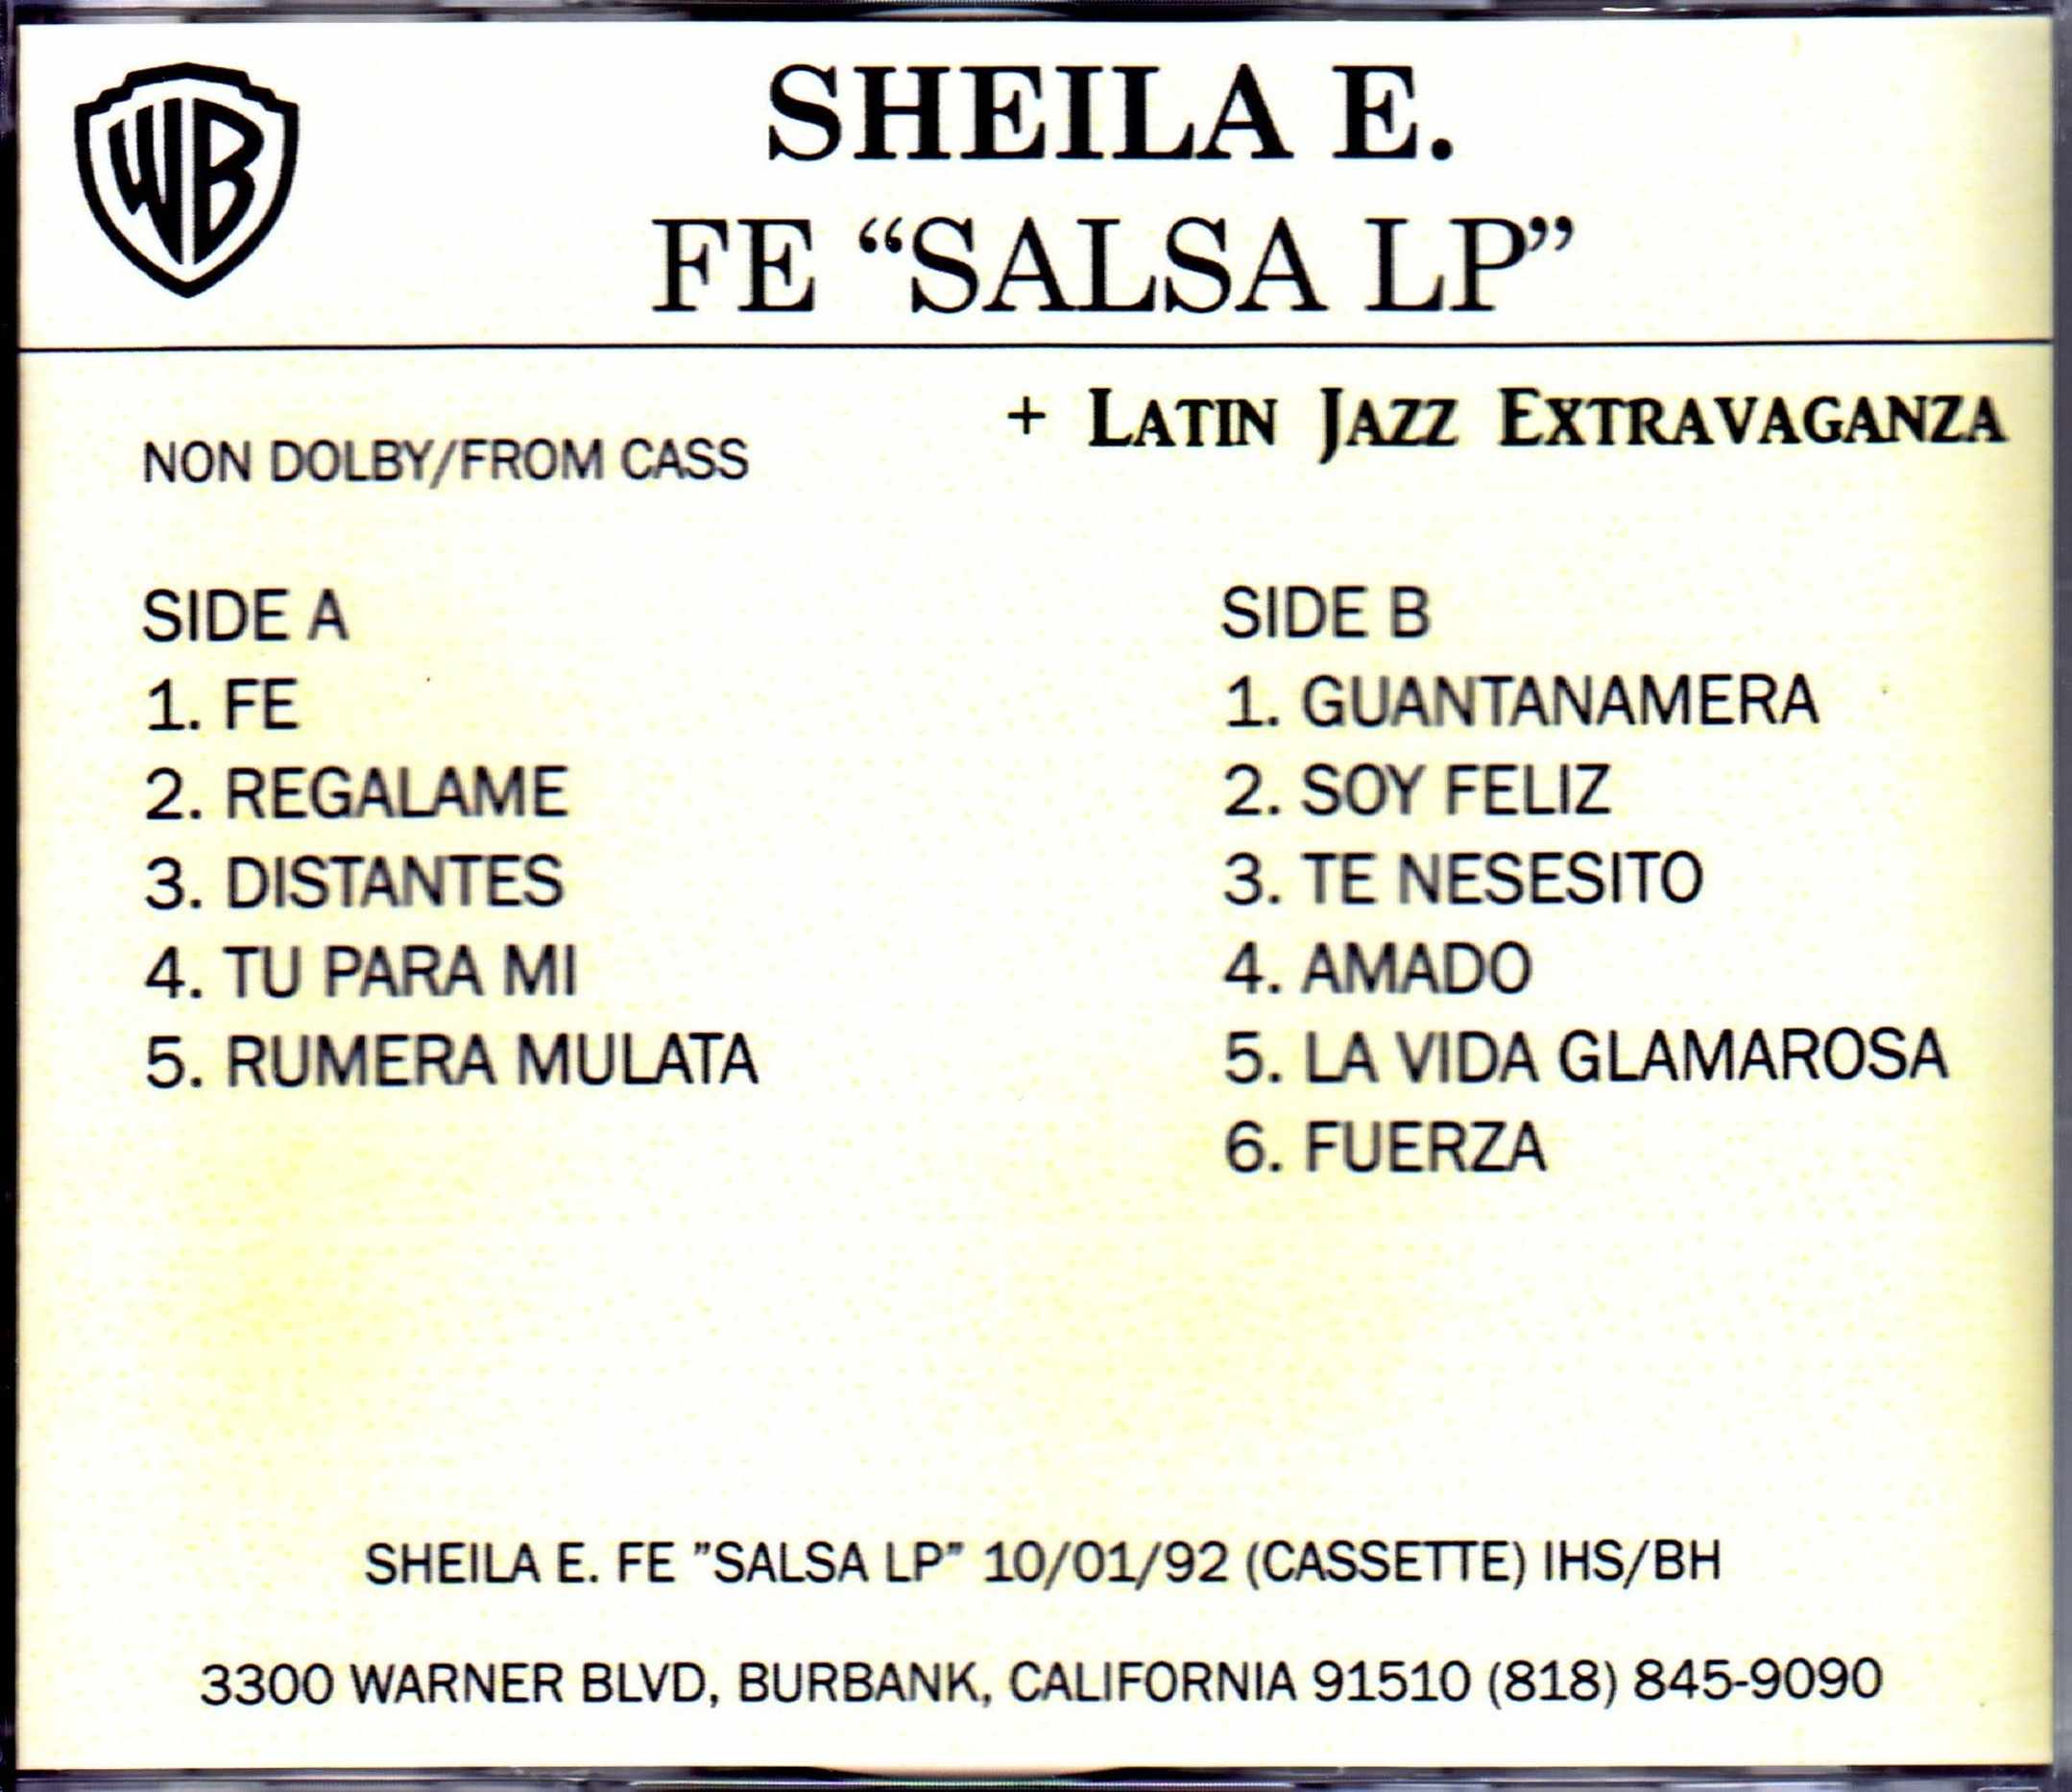 WB
SHEILA E.
FE “SALSA LP”
+ LATIN JAZZ EXTRAVAGANZA
NON DOLBY/FROM CASS
SIDE A
1. FE
2. REGALAME
3. DISTANTES
4. TU PARA MI
5. RUMERA MULATA
SIDE B
1. GUANTANAMERA
2. SOY FELIZ
3. TE NESESITO
4. AMADO
5. LA VIDA GLAMAROSA
6. FUERZA
SHEILA E. FE ”SALSA LP” 10/01/92 (CASSETTE) IHS/BH
3300 WARNER BLVD, BURBANK, CALIFORNIA 91510 (818) 845-9090